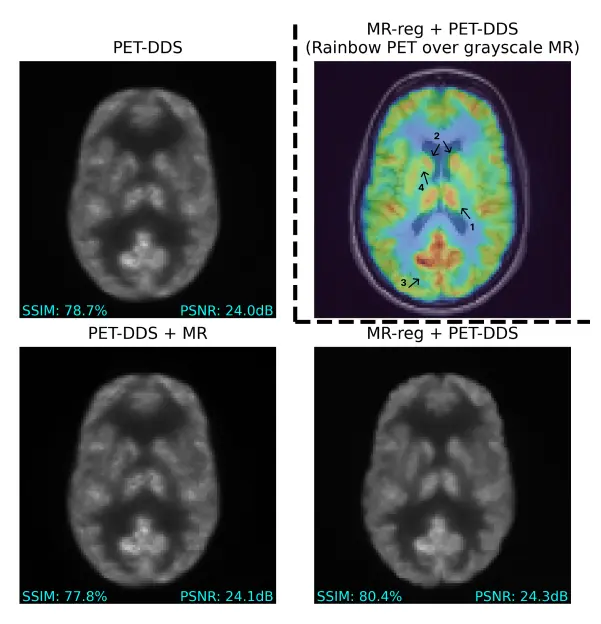 PET-DDS
MR-reg + PET-DDS
(Rainbow PET over grayscale MR)
2
4
1
3
SSIM: 78.7%
PSNR: 24.0dB
PET-DDS + MR
MR-reg + PET-DDS
SSIM: 77.8%
PSNR: 24.1dB
SSIM: 80.4%
PSNR: 24.3dB